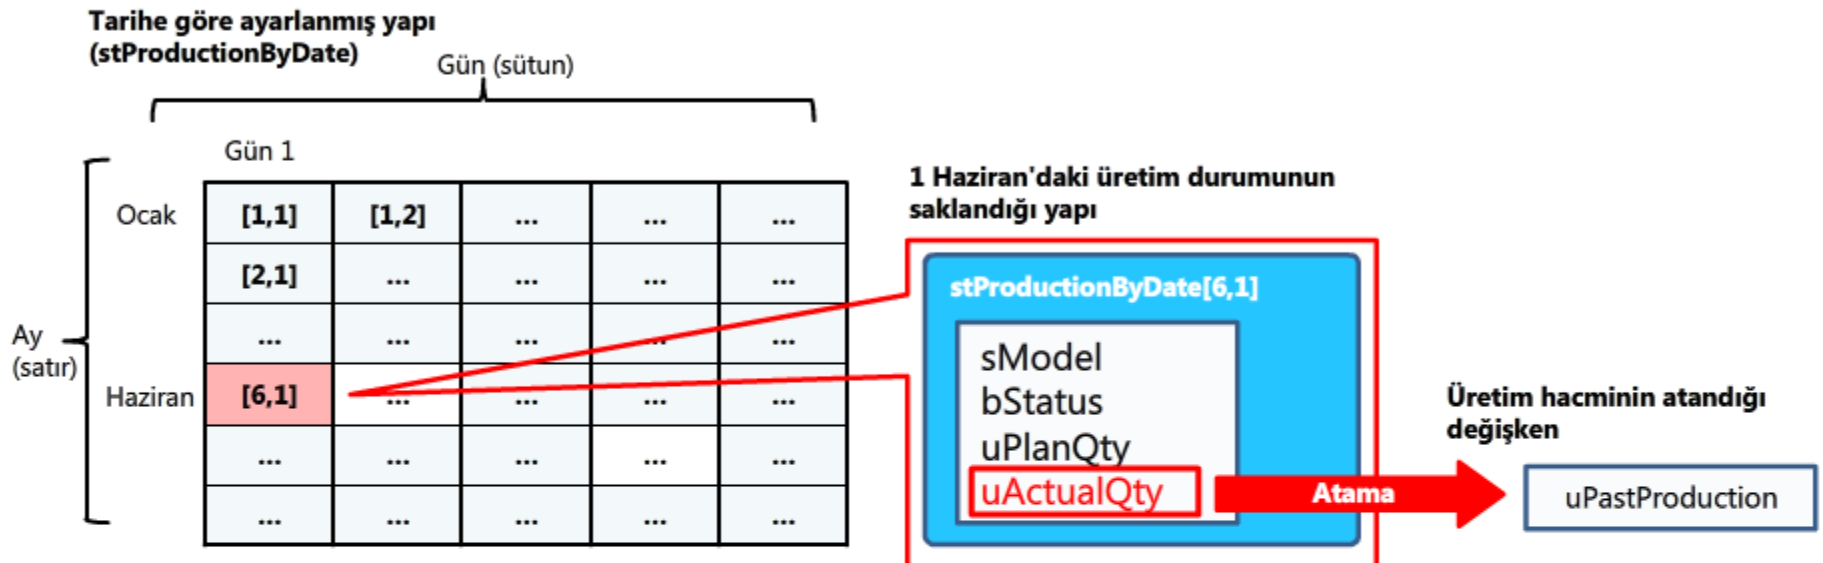 Tarihe göre ayarlanmış yapı
(stProductionByDate)
Gün (sütun)
Gün 1
Ocak
[1,1] [1,2] ... ... ...
[2,1] ... ... ... ...
... ... ... ... ...
Ay
(satır)
Haziran
[6,1] ... ... ... ...
... ... ... ... ...
... ... ... ... ...
1 Haziran'daki üretim durumunun
saklandığı yapı
stProductionByDate[6,1]
sModel
bStatus
uPlanQty
uActualQty
Atama
Üretim hacminin atandığı
değişken
uPastProduction